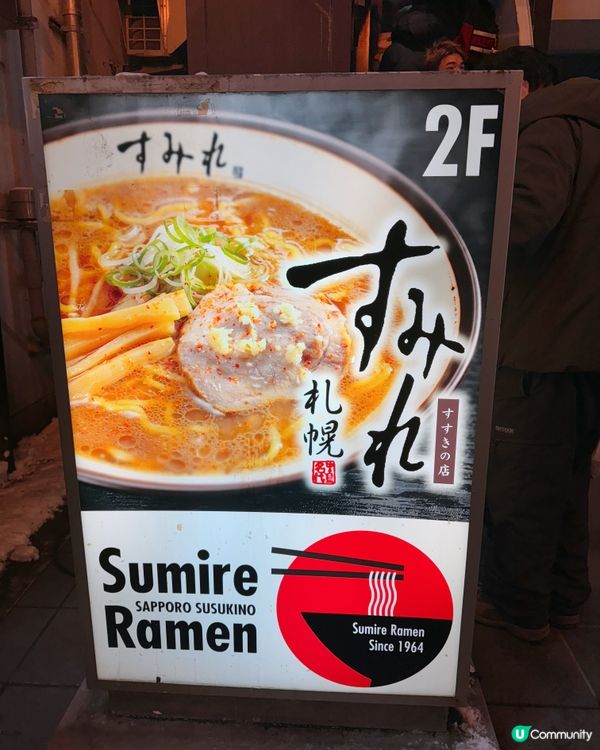 すみれ
2F
すみれ
札幌
すすきの店
Sumire
SAPPORO SUSUKINO
Ramen
Sumire Ramen
Since 1964
U Community